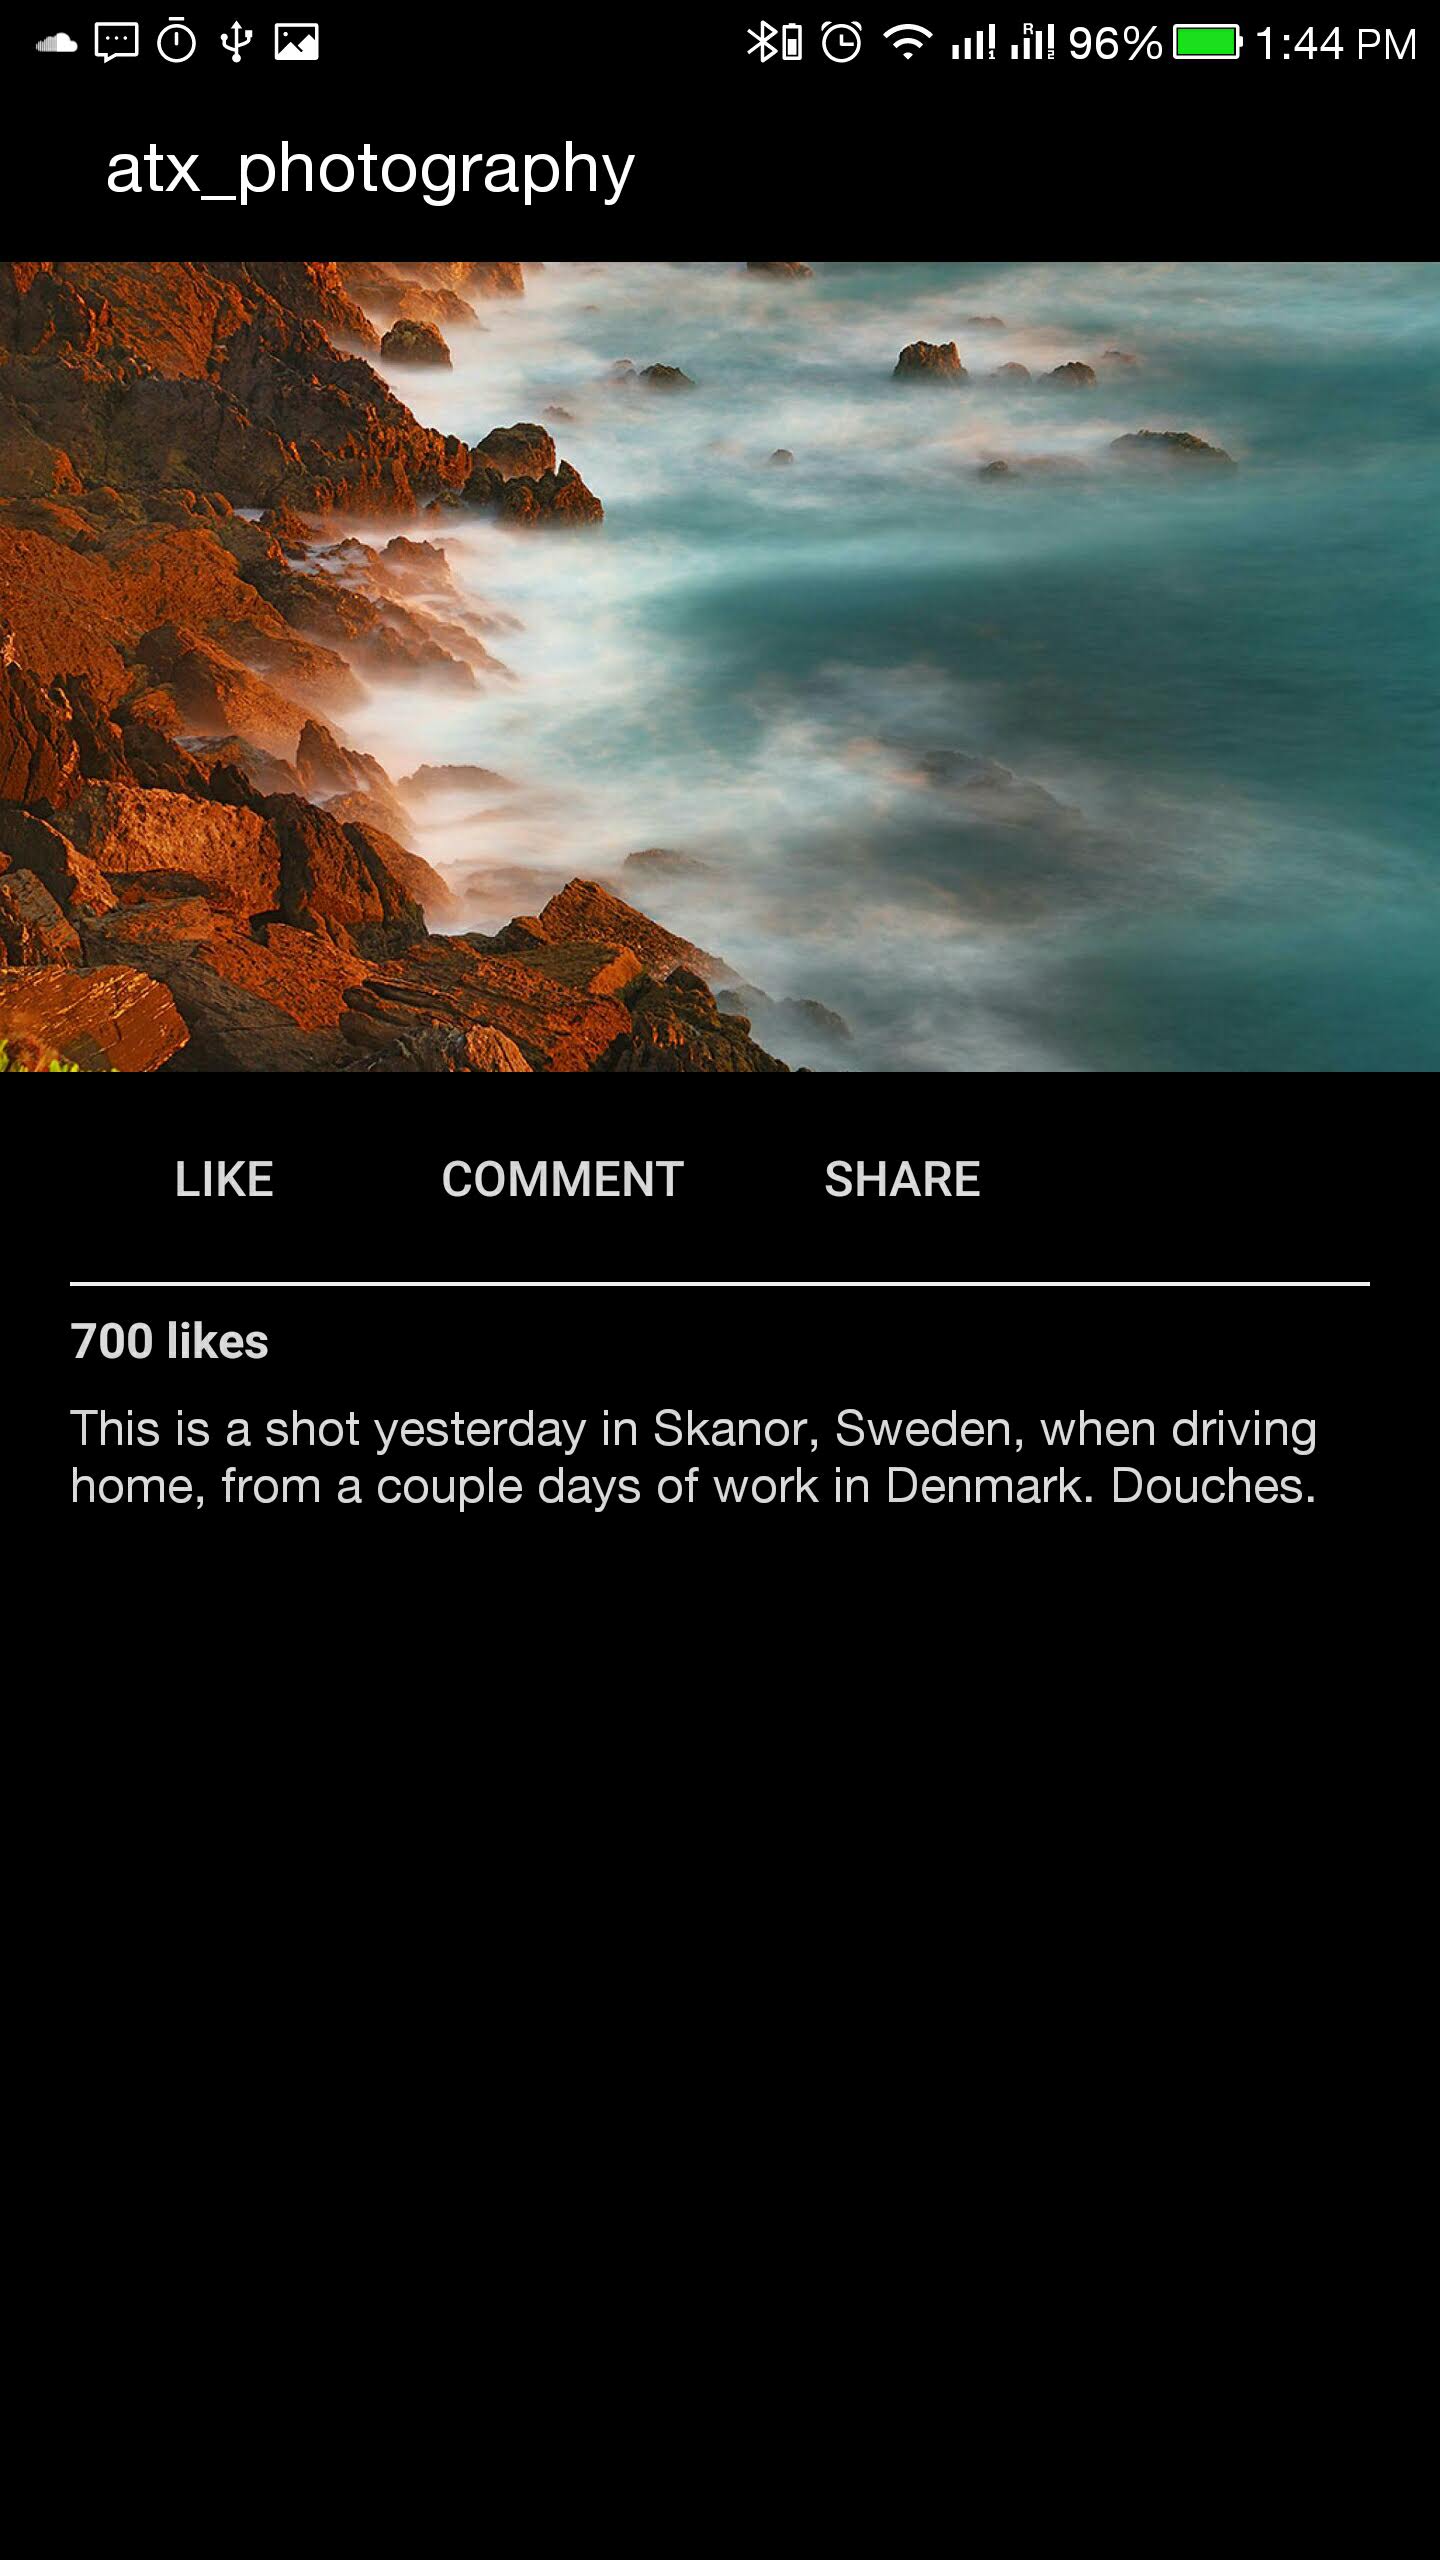 96% 1:44 PM
atx_photography
LIKE COMMENT SHARE
700 likes
This is a shot yesterday in Skanor, Sweden, when driving
home, from a couple days of work in Denmark. Douches.